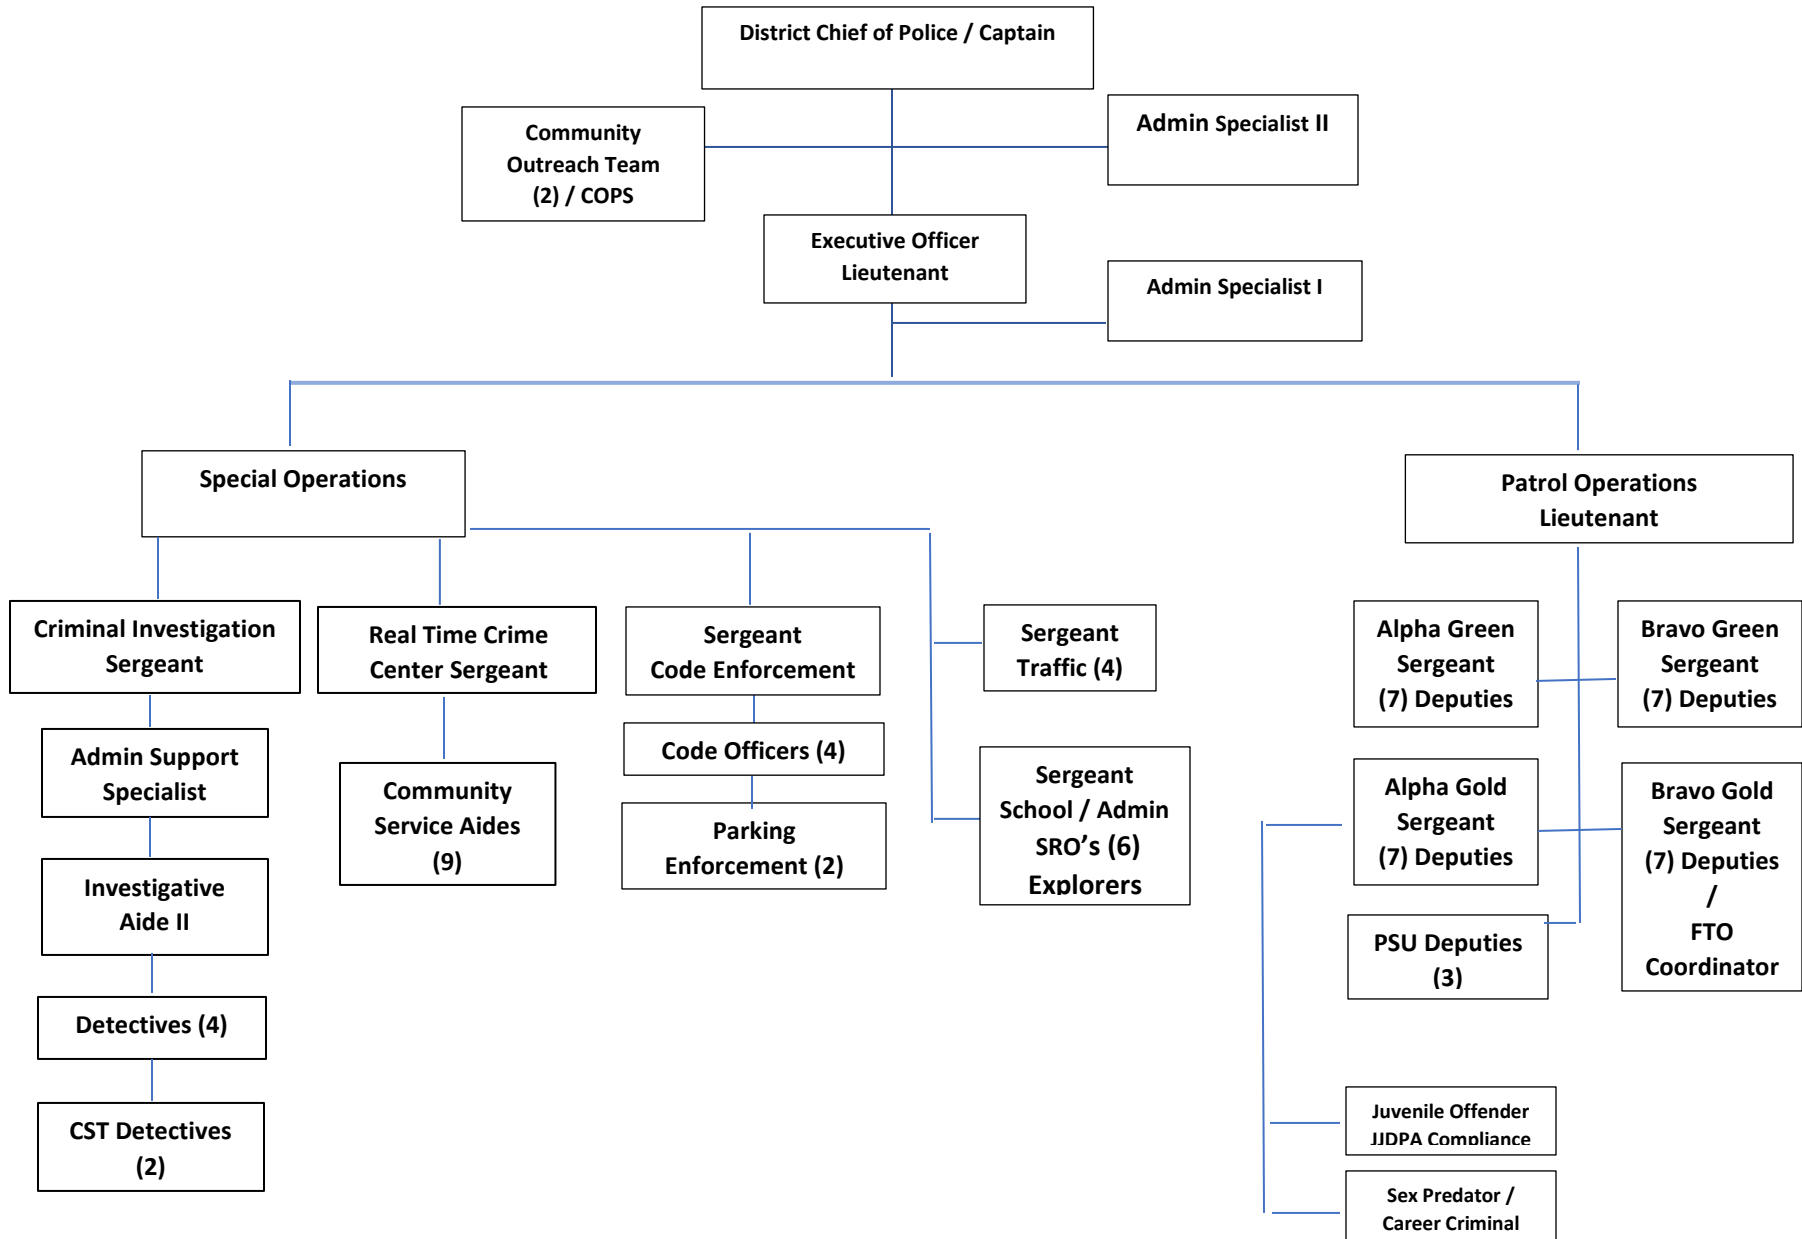 District Chief of Police / Captain
Community
Outreach Team
(2) / COPS
Admin Specialist II
Executive Officer
Lieutenant
Admin Specialist I
Special Operations
Patrol Operations
Lieutenant
Criminal Investigation
Sergeant
Admin Support
Specialist
Investigative
Aide II
Detectives (4)
CST Detectives
(2)
Real Time Crime
Center Sergeant
Community
Service Aides
(9)
Sergeant
Code Enforcement
Code Officers (4)
Parking
Enforcement (2)
Sergeant
Traffic (4)
Sergeant
School / Admin
SRO’s (6)
Explorers
Alpha Green
Sergeant
(7) Deputies
Bravo Green
Sergeant
(7) Deputies
Alpha Gold
Sergeant
(7) Deputies
Bravo Gold
Sergeant
(7) Deputies
/
FTO
Coordinator
PSU Deputies
(3)
Juvenile Offender
JJDPA Compliance
Sex Predator /
Career Criminal